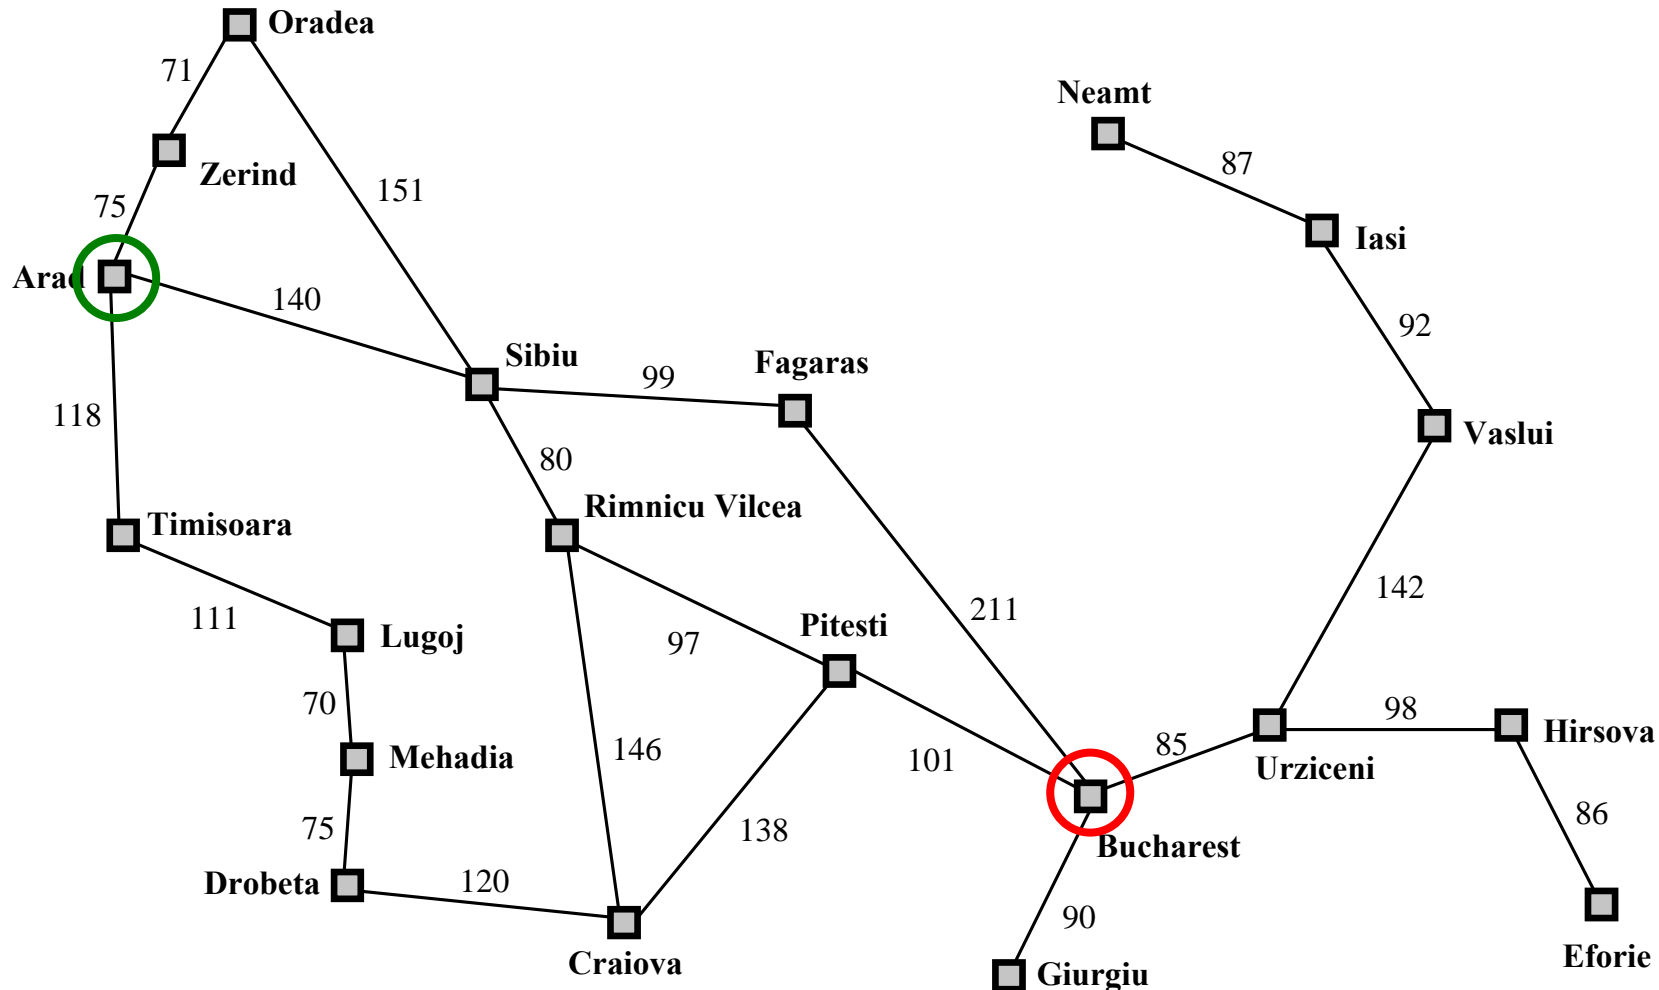 Oradea
71
Neamt
87
Zerind
151
75
Iasi
Arad
140
92
Sibiu
Fagaras
99
118
Vaslui
80
Rimnicu Vilcea
Timisoara
142
211
111
Pitesti
Lugoj
97
70
98
Hirsova
146
85
Mehadia
101
Urziceni
86
75
138
Bucharest
Drobeta
120
90
Eforie
Craiova
Giurgiu